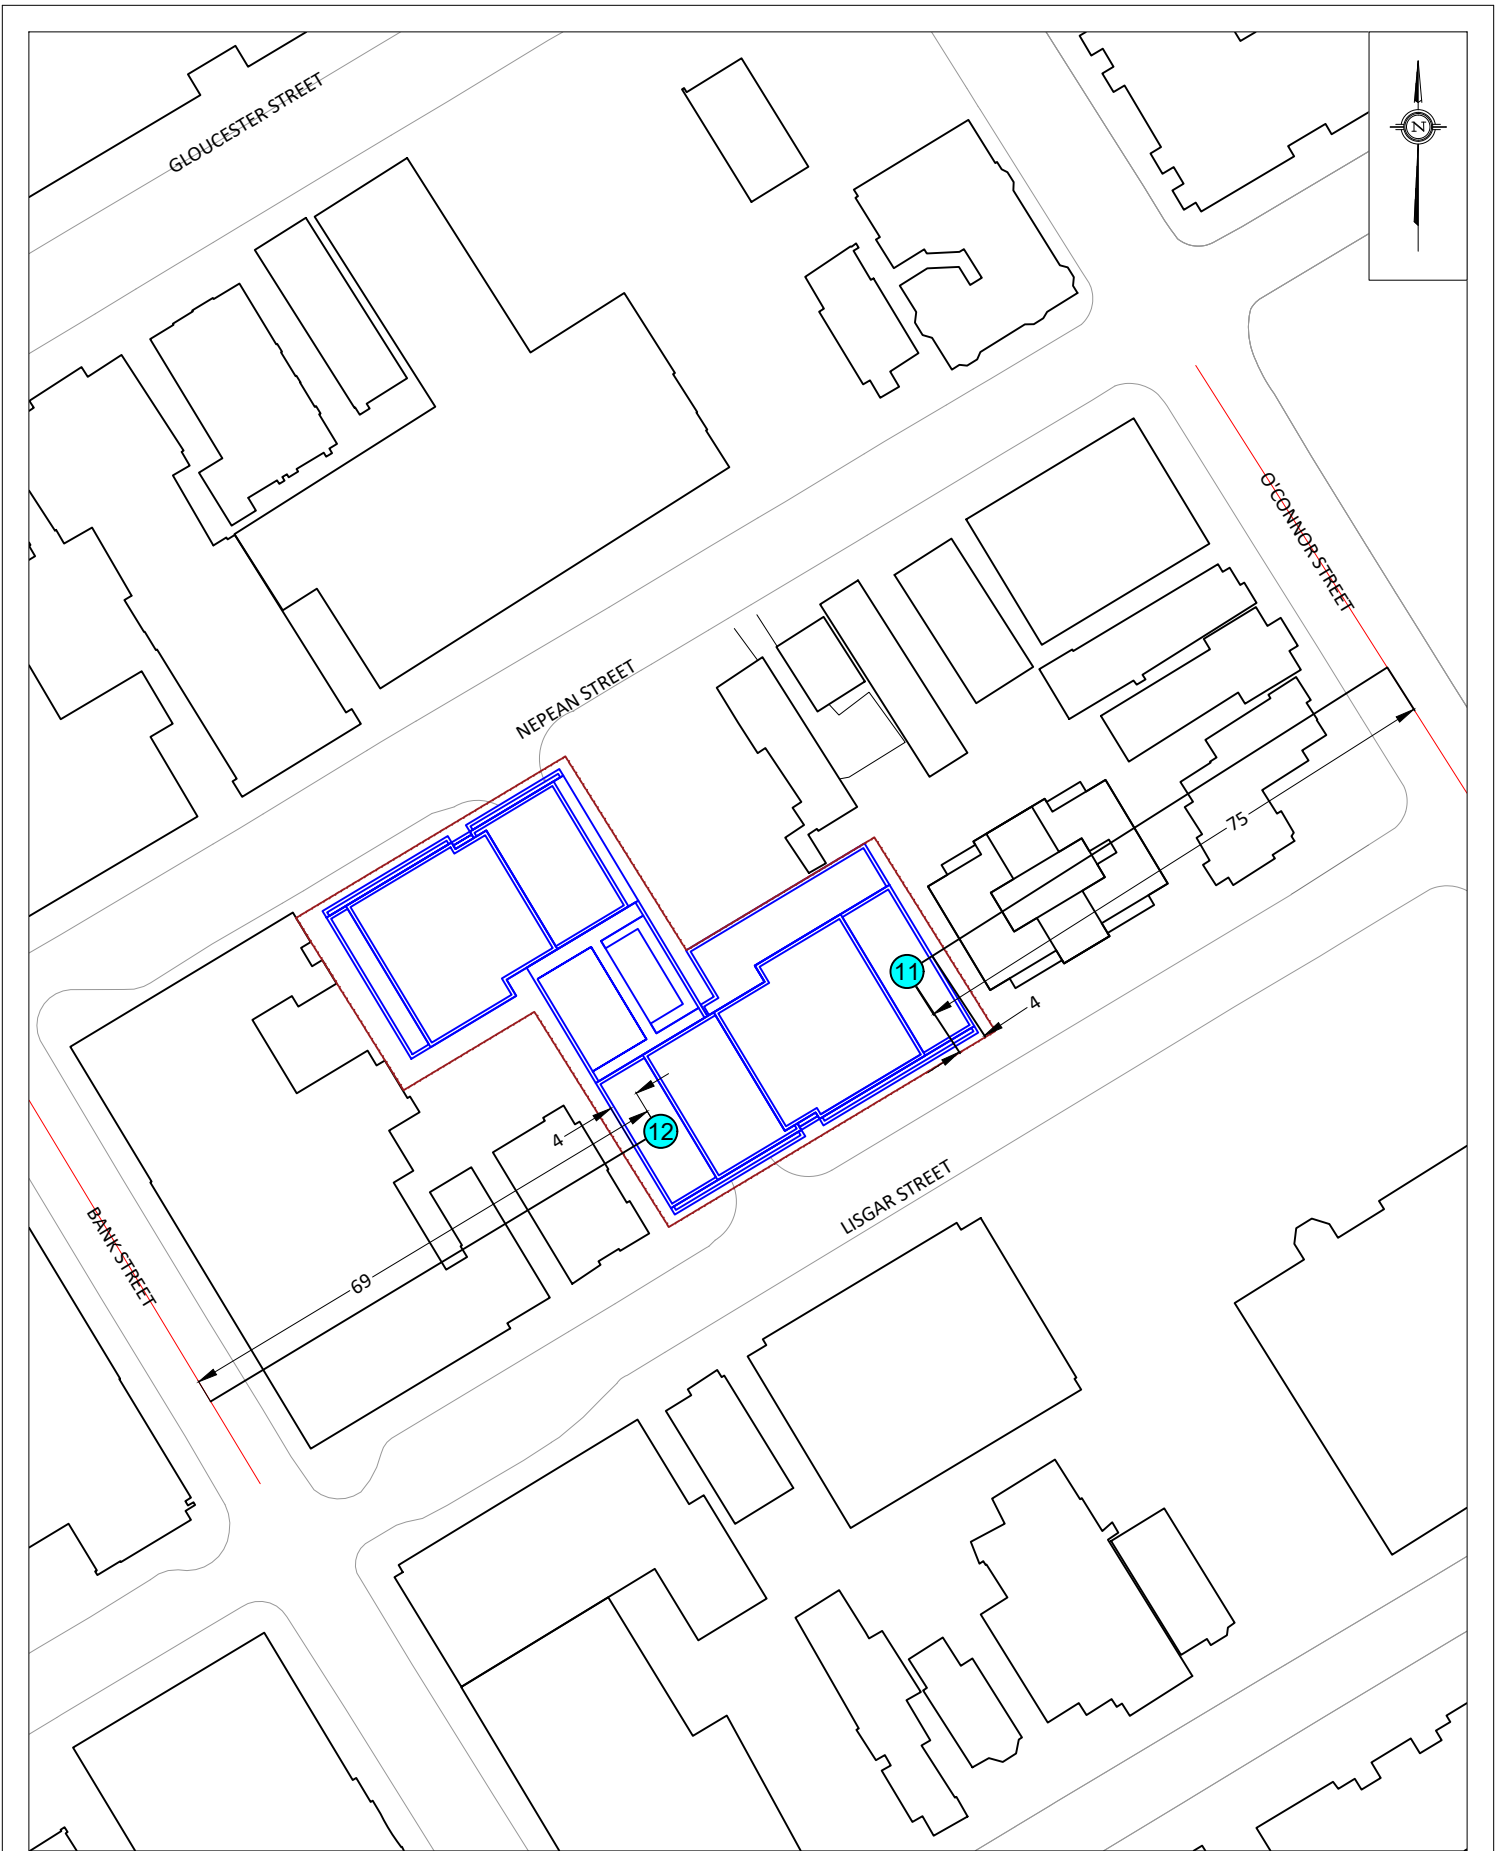 GLOUCESTER STREET
N
O'CONNOR STREET
NEPEAN STREET
75
11
4
12
4
LISGAR STREET
BANK STREET
69